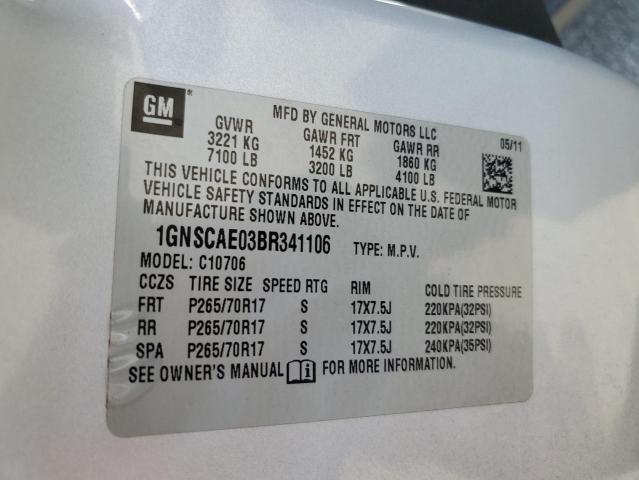 GM
MFD BY GENERAL MOTORS LLC
GVWR GAWR FRT GAWR RR 05/11
3221 KG 1452 KG 1860 KG
7100 LB 3200 LB 4100 LB
THIS VEHICLE CONFORMS TO ALL APPLICABLE U.S. FEDERAL MOTOR
VEHICLE SAFETY STANDARDS IN EFFECT ON THE DATE OF
MANUFACTURE SHOWN ABOVE.
1GNSCAE03BR341106 TYPE: M.P.V.
MODEL: C10706
CCZS TIRE SIZE SPEED RTG RIM COLD TIRE PRESSURE
FRT P265/70R17 S 17X7.5J 220KPA(32PSI)
RR P265/70R17 S 17X7.5J 220KPA(32PSI)
SPA P265/70R17 S 17X7.5J 240KPA(35PSI)
SEE OWNER'S MANUAL FOR MORE INFORMATION.